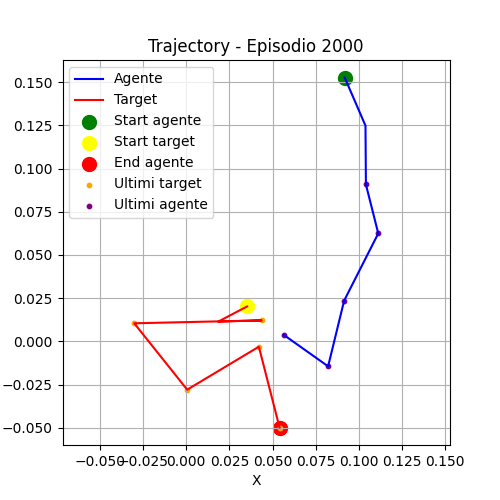 Trajectory - Episodio 2000
Agente
Target
Start agente
Start target
End agente
Ultimi target
Ultimi agente
0.150
0.125
0.100
0.075
0.050
0.025
0.000
−0.025
−0.050
−0.050 −0.025 0.000 0.025 0.050 0.075 0.100 0.125 0.150
X